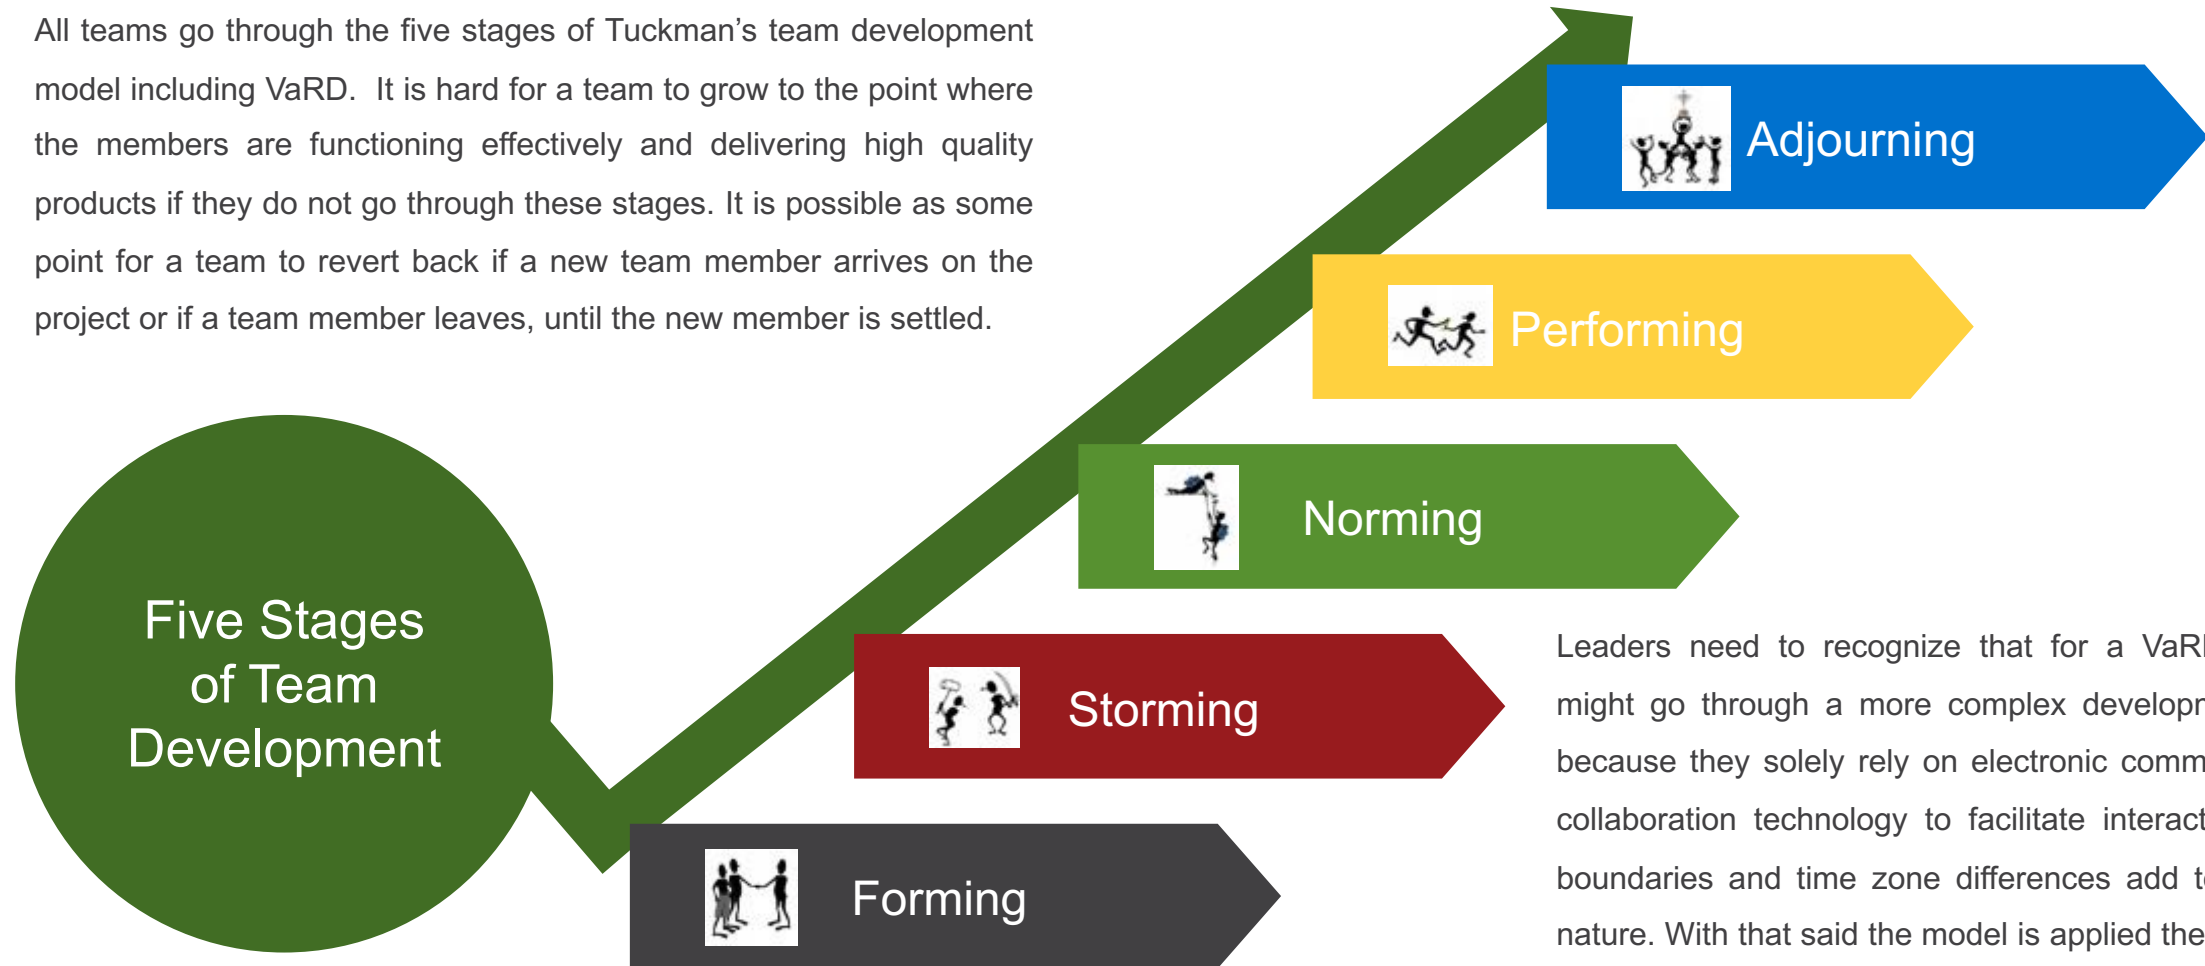 All teams go through the five stages of Tuckman’s team development
model including VaRD. It is hard for a team to grow to the point where
the members are functioning effectively and delivering high quality
products if they do not go through these stages. It is possible as some
point for a team to revert back if a new team member arrives on the
project or if a team member leaves, until the new member is settled.
Adjourning
Performing
Norming
Storming
Forming
Five Stages
of Team
Development
Leaders need to recognize that for a
might go through a more complex
because they solely rely on electronic
collaboration technology to facilitate
boundaries and time zone differences add
nature. With that said the model is applied